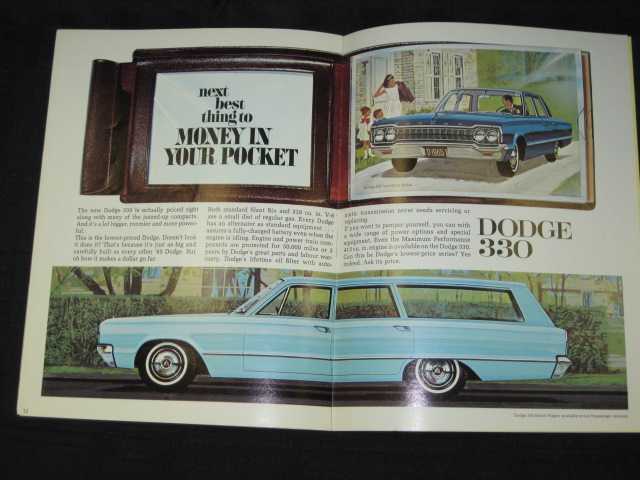 next
best
thing to
MONEY IN
YOUR POCKET
The new Dodge 330 is actually priced right
along with many of the juiced-up compacts.
And it's a lot bigger, roomier and more power-
ful.
This is the lowest-priced Dodge. Doesn't look
it does it? That's because it's just as big and
carefully built as every other '65 Dodge. But
oh how it makes a dollar go far.
Both standard Slant Six and 318 cu. in. V-8
use a small diet of regular gas. Every Dodge
has an alternator as standard equipment
assures a fully-charged battery even when the
engine is idling. Engine and power train com-
ponents are protected for 50,000 miles or 5
years by Dodge's great parts and labour war-
ranty. Dodge's lifetime oil filter with auto-
matic transmission never needs servicing or
replacing.
If you want to pamper yourself, you can with
a wide range of power options and special
equipment. Even the Maximum Performance
413 cu. in. engine is available on the Dodge 330.
Can this be Dodge's lowest-price series? Yes
indeed. Ask its price.
DODGE
330